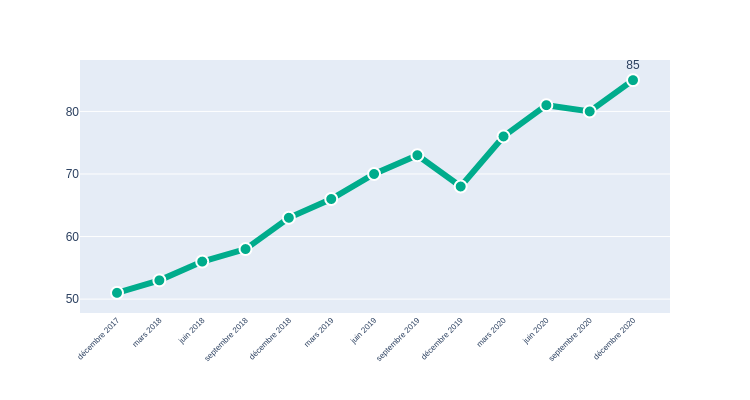 85
80
70
60
50
décembre 2017
mars 2018
juin 2018
septembre 2018
décembre 2018
mars 2019
juin 2019
septembre 2019
décembre 2019
mars 2020
juin 2020
septembre 2020
décembre 2020